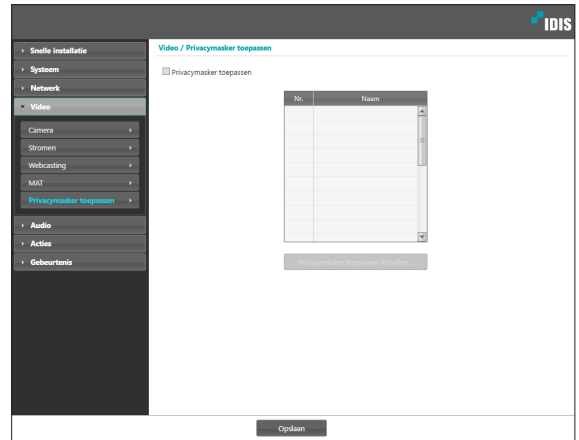 IDIS
Snelle installatie
Systeem
Netwerk
Video
Camera
Stromen
Webcasting
MAT
Privacymasker toepassen
Audio
Acties
Gebeurtenis
Video / Privacymasker toepassen
Privacymasker toepassen
Nr. Naam
Privacymasker toepassen instellen...
Opslaan